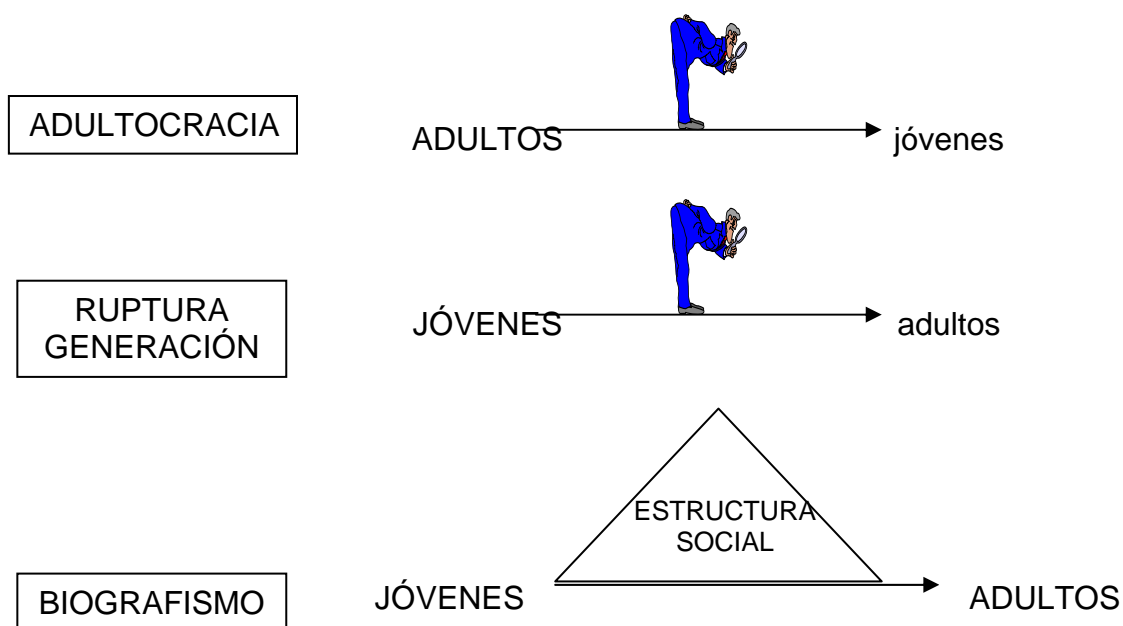 ADULTOCRACIA
ADULTOS
jóvenes
RUPTURA
GENERACIÓN
JÓVENES
adultos
ESTRUCTURA
SOCIAL
BIOGRAFISMO
JÓVENES
ADULTOS